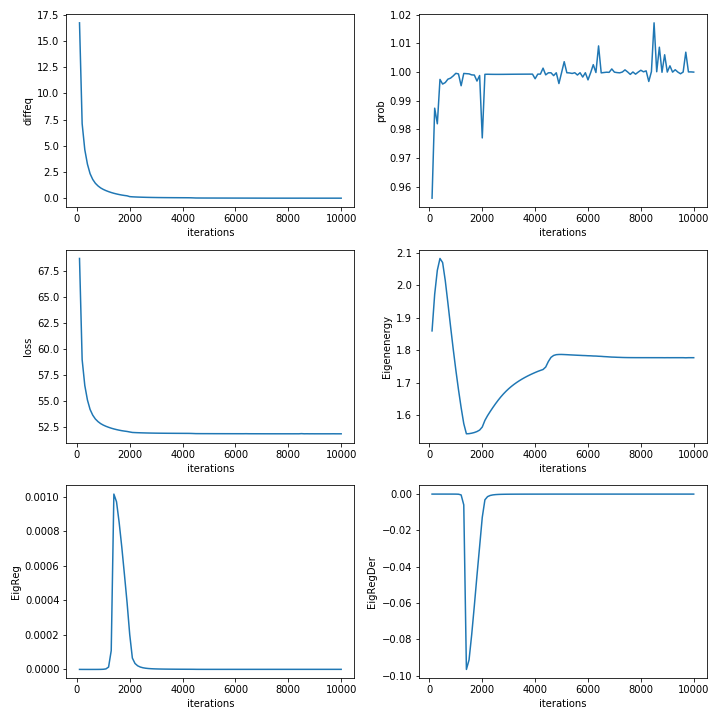 17.5
15.0
12.5
10.0
7.5
5.0
2.5
0.0
diffeq
0 2000 4000 6000 8000 10000
iterations
1.02
1.01
1.00
0.99
0.98
0.97
0.96
prob
0 2000 4000 6000 8000 10000
iterations
67.5
65.0
62.5
60.0
57.5
55.0
52.5
loss
0 2000 4000 6000 8000 10000
iterations
2.1
2.0
1.9
1.8
1.7
1.6
Eigenenergy
0 2000 4000 6000 8000 10000
iterations
0.0010
0.0008
0.0006
0.0004
0.0002
0.0000
EigReg
0 2000 4000 6000 8000 10000
iterations
0.00
−0.02
−0.04
−0.06
−0.08
−0.10
EigRegDer
0 2000 4000 6000 8000 10000
iterations